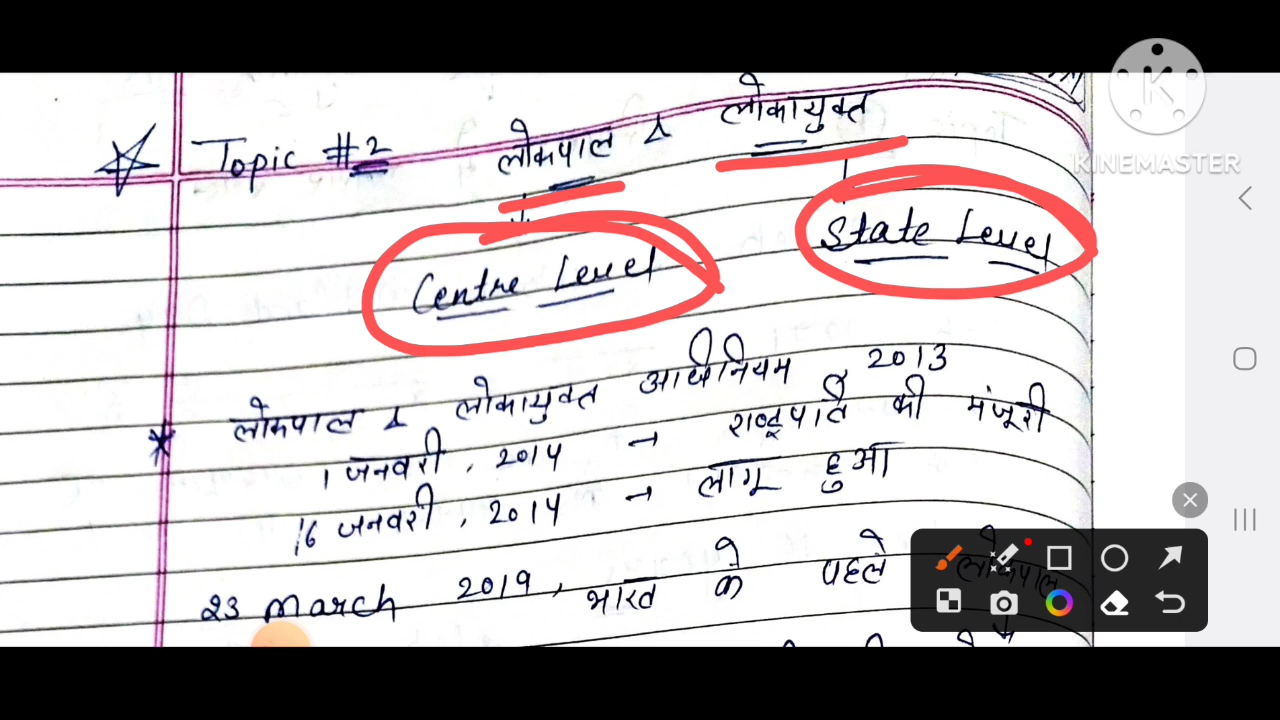 Topic #2 लोकपाल & लोकायुक्त
Centre Level State Level
लोकपाल & लोकायुक्त अधिनियम, 2013
1 जनवरी, 2014 → राष्ट्रपति की मंजूरी
16 जनवरी, 2014 → लागू हुआ
23 March 2019, भारत के पहले लोकपाल
KINEMASTER